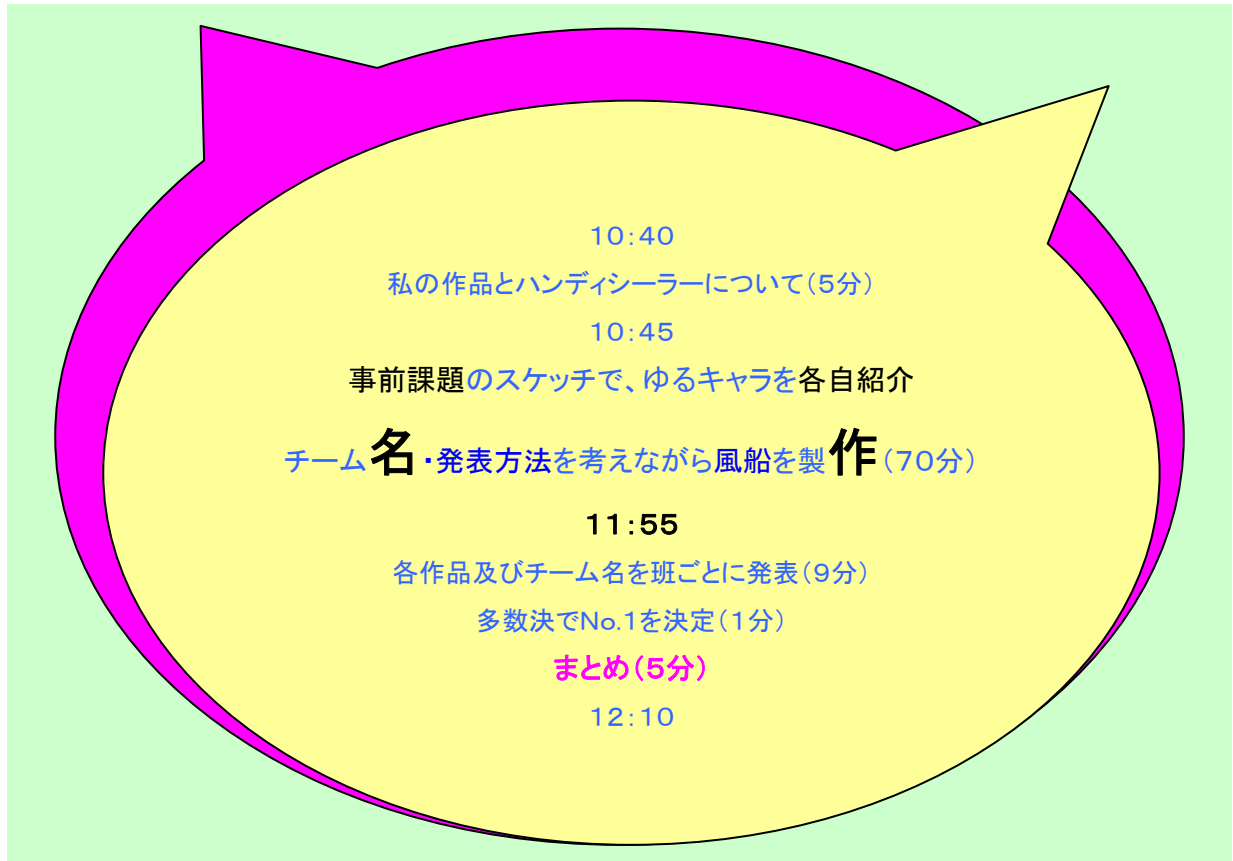 10:40
私の作品とハンディシーラーについて(5分)
10:45
事前課題のスケッチで、ゆるキャラを各自紹介
チーム名・発表方法を考えながら風船を製作(70分)
11:55
各作品及びチーム名を班ごとに発表(9分)
多数決でNo.1を決定(1分)
まとめ(5分)
12:10